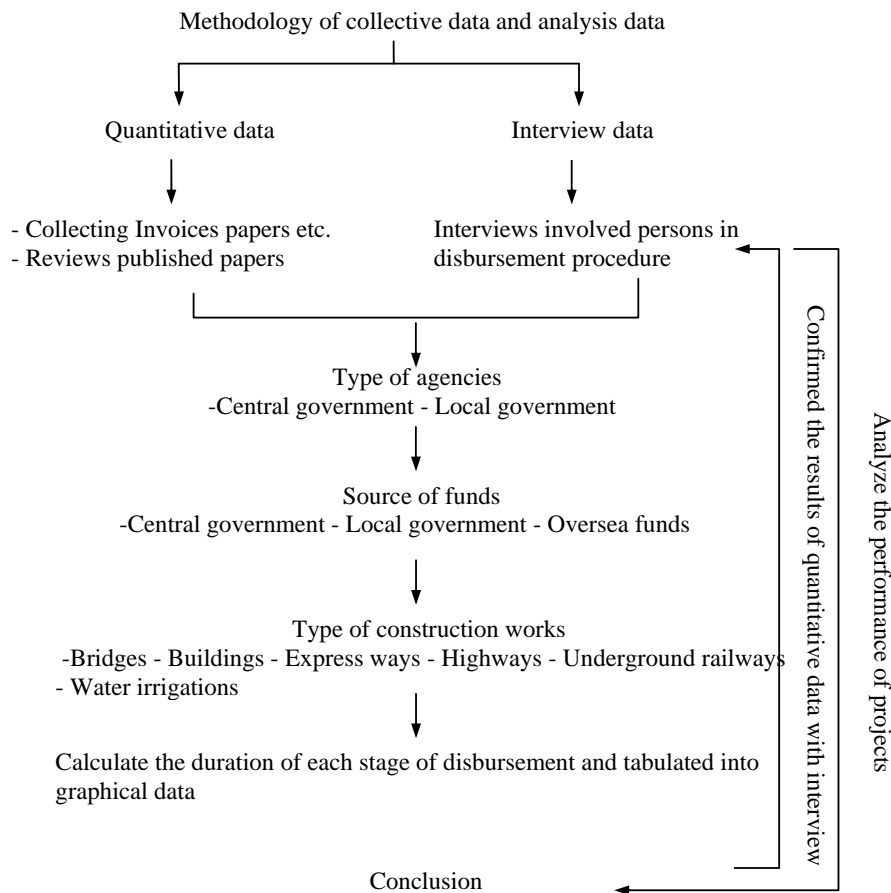 Methodology of collective data and analysis data
Quantitative data
Interview data
- Collecting Invoices papers etc.
- Reviews published papers
Interviews involved persons in
disbursement procedure
Type of agencies
-Central government - Local government
Source of funds
-Central government - Local government - Oversea funds
Type of construction works
-Bridges - Buildings - Express ways - Highways - Underground railways
- Water irrigations
Calculate the duration of each stage of disbursement and tabulated into
graphical data
Conclusion
Confirmed the results of quantitative data with interview
Analyze the performance of projects